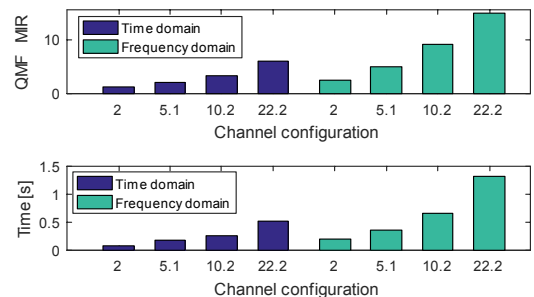 QMF MIR
10
0
Time domain
Frequency domain
2 5.1 10.2 22.2 2 5.1 10.2 22.2
Channel configuration
Time [s]
1.5
1
0.5
0
Time domain
Frequency domain
2 5.1 10.2 22.2 2 5.1 10.2 22.2
Channel configuration